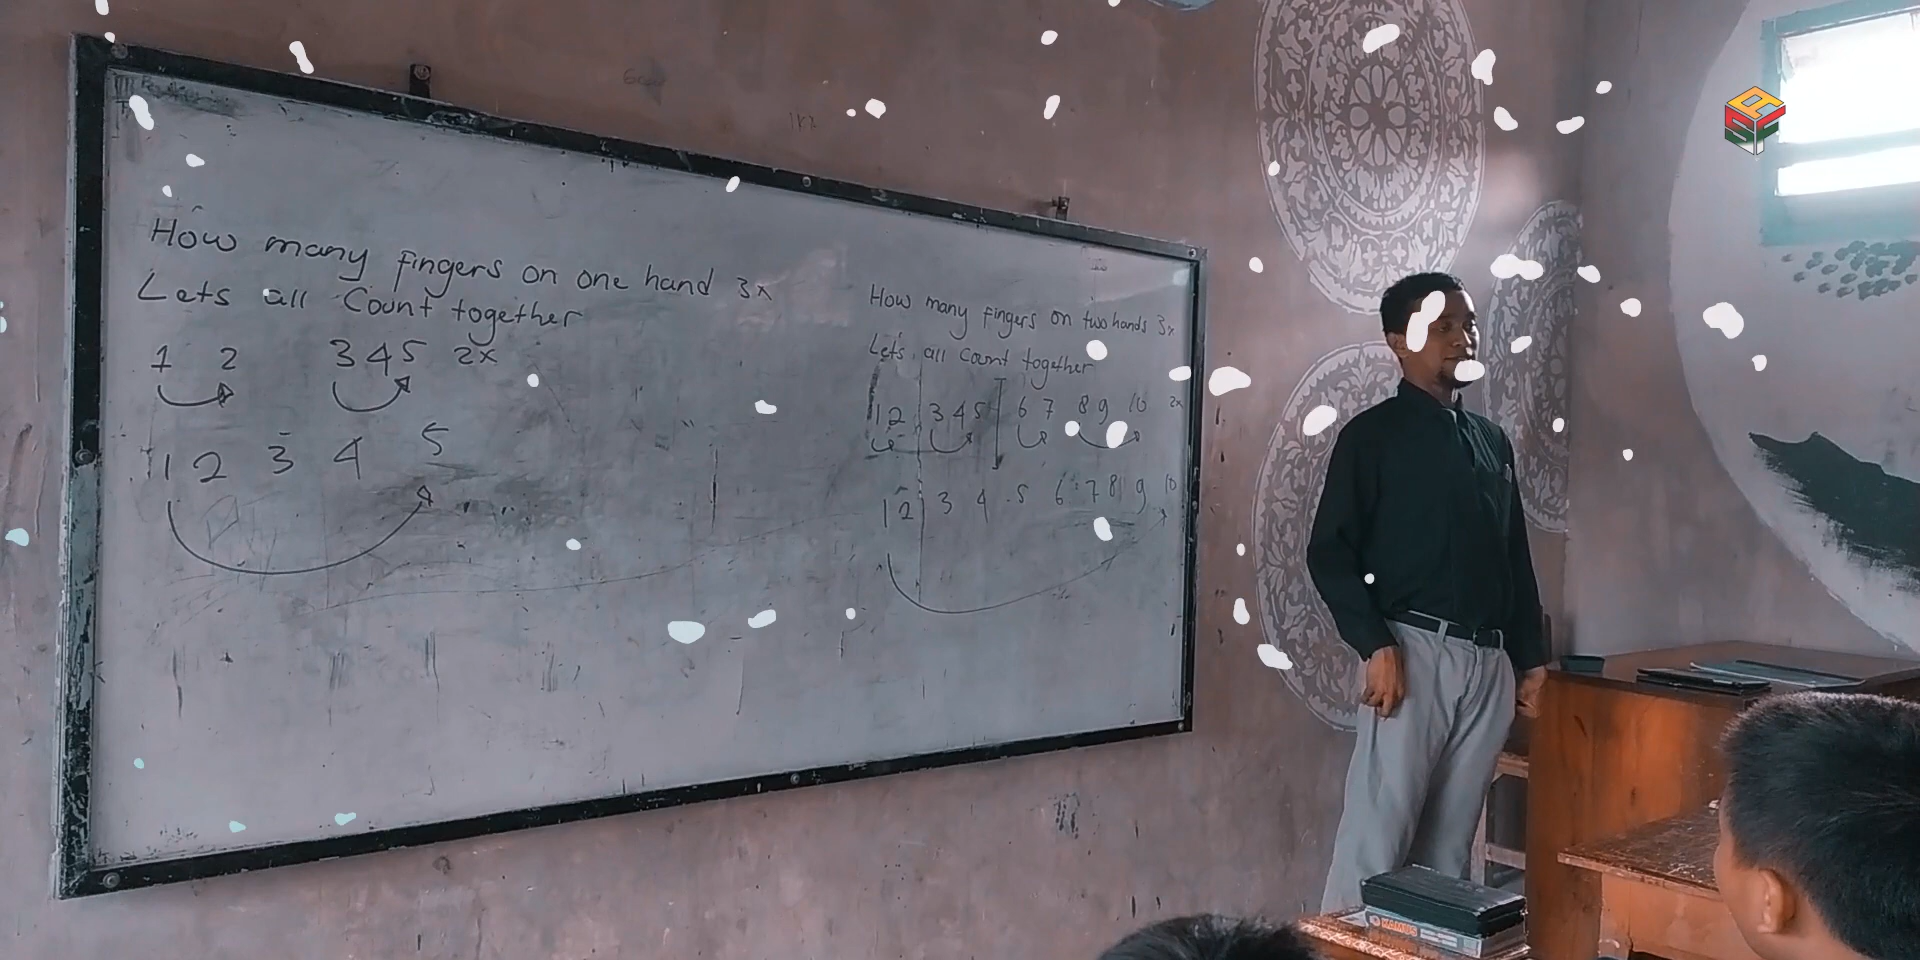 How many fingers on one hand 3x
Lets all Count together
1 2 3 4 5 2x
1 2 3 4 5
How many fingers on two hands 3x
Lets all Count together
1 2 3 4 5 6 7 8 9 10 2x
1 2 3 4 5 6 7 8 9 10
KAMUS